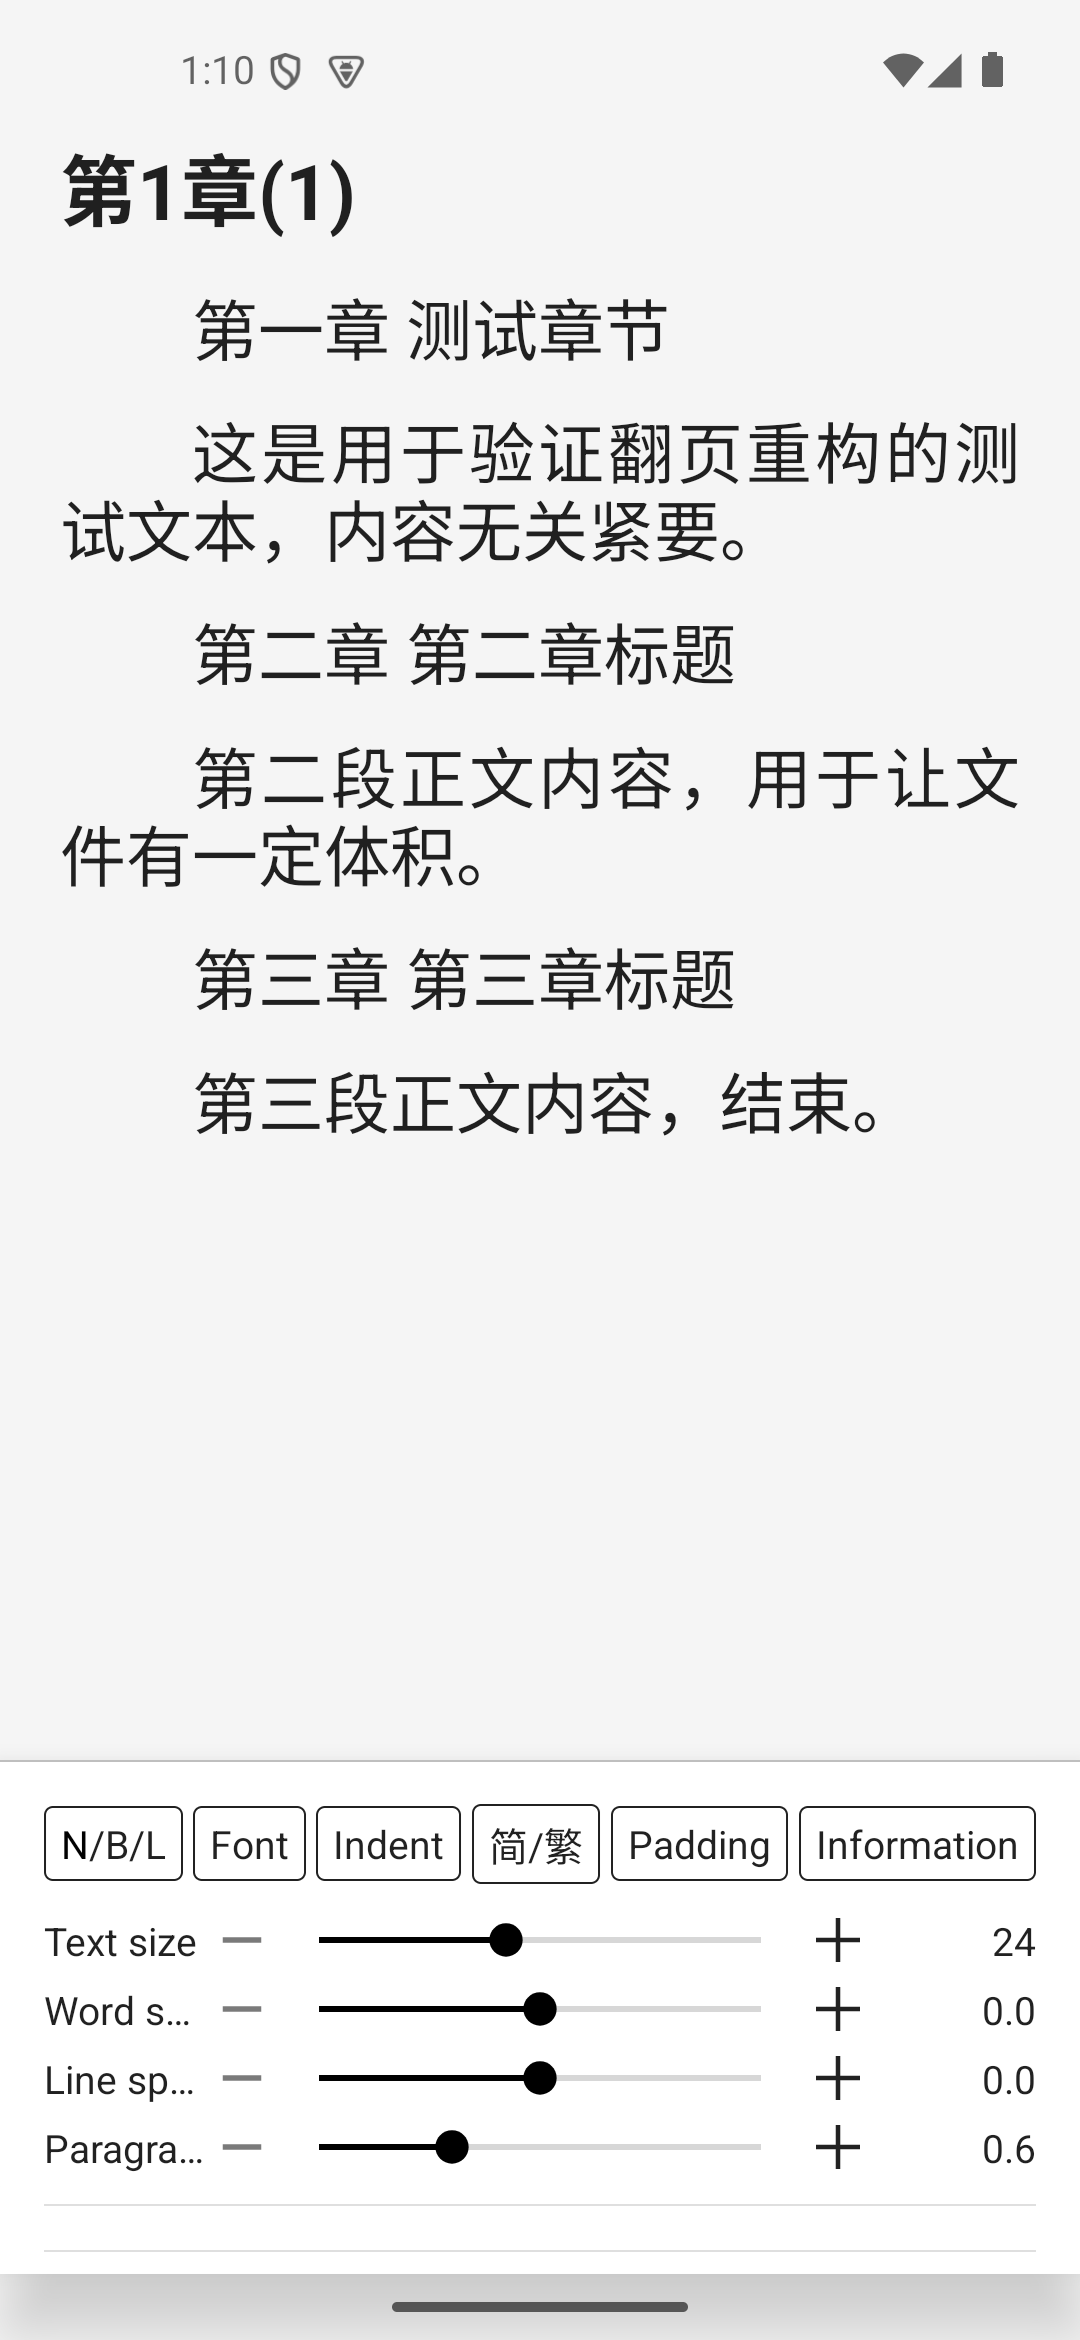 1:10
第1章(1)
第一章 测试章节
这是用于验证翻页重构的测
试文本，内容无关紧要。
第二章 第二章标题
第二段正文内容，用于让文
件有一定体积。
第三章 第三章标题
第三段正文内容，结束。
N/B/L Font Indent 简/繁 Padding Information
Text size 24
Word s… 0.0
Line sp… 0.0
Paragra… 0.6